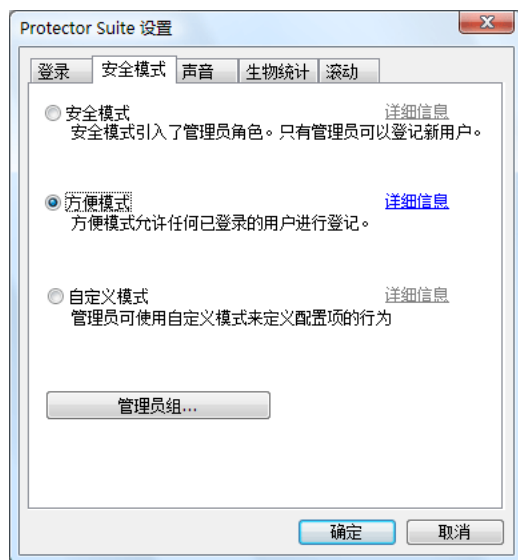 Protector Suite 设置
登录 安全模式 声音 生物统计 滚动
安全模式 详细信息
安全模式引入了管理员角色。只有管理员可以登记新用户。
方便模式 详细信息
方便模式允许任何已登录的用户进行登记。
自定义模式 详细信息
管理员可使用自定义模式来定义配置项的行为
管理员组...
确定 取消